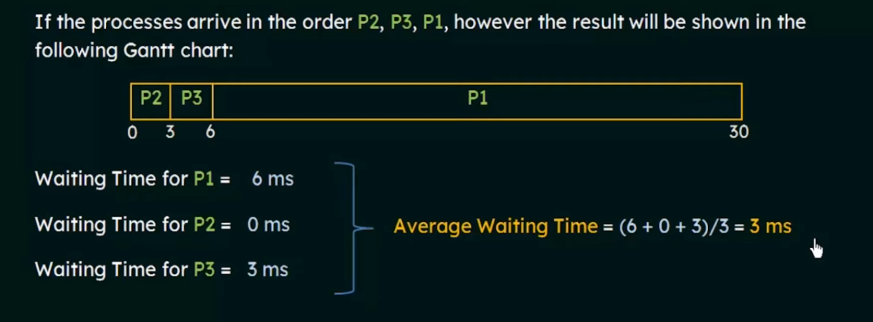 If the processes arrive in the order P2, P3, P1, however the result will be shown in the
following Gantt chart:
P2 P3 P1
0 3 6 30
Waiting Time for P1 = 6 ms
Waiting Time for P2 = 0 ms
Average Waiting Time = (6 + 0 + 3)/3 = 3 ms
Waiting Time for P3 = 3 ms